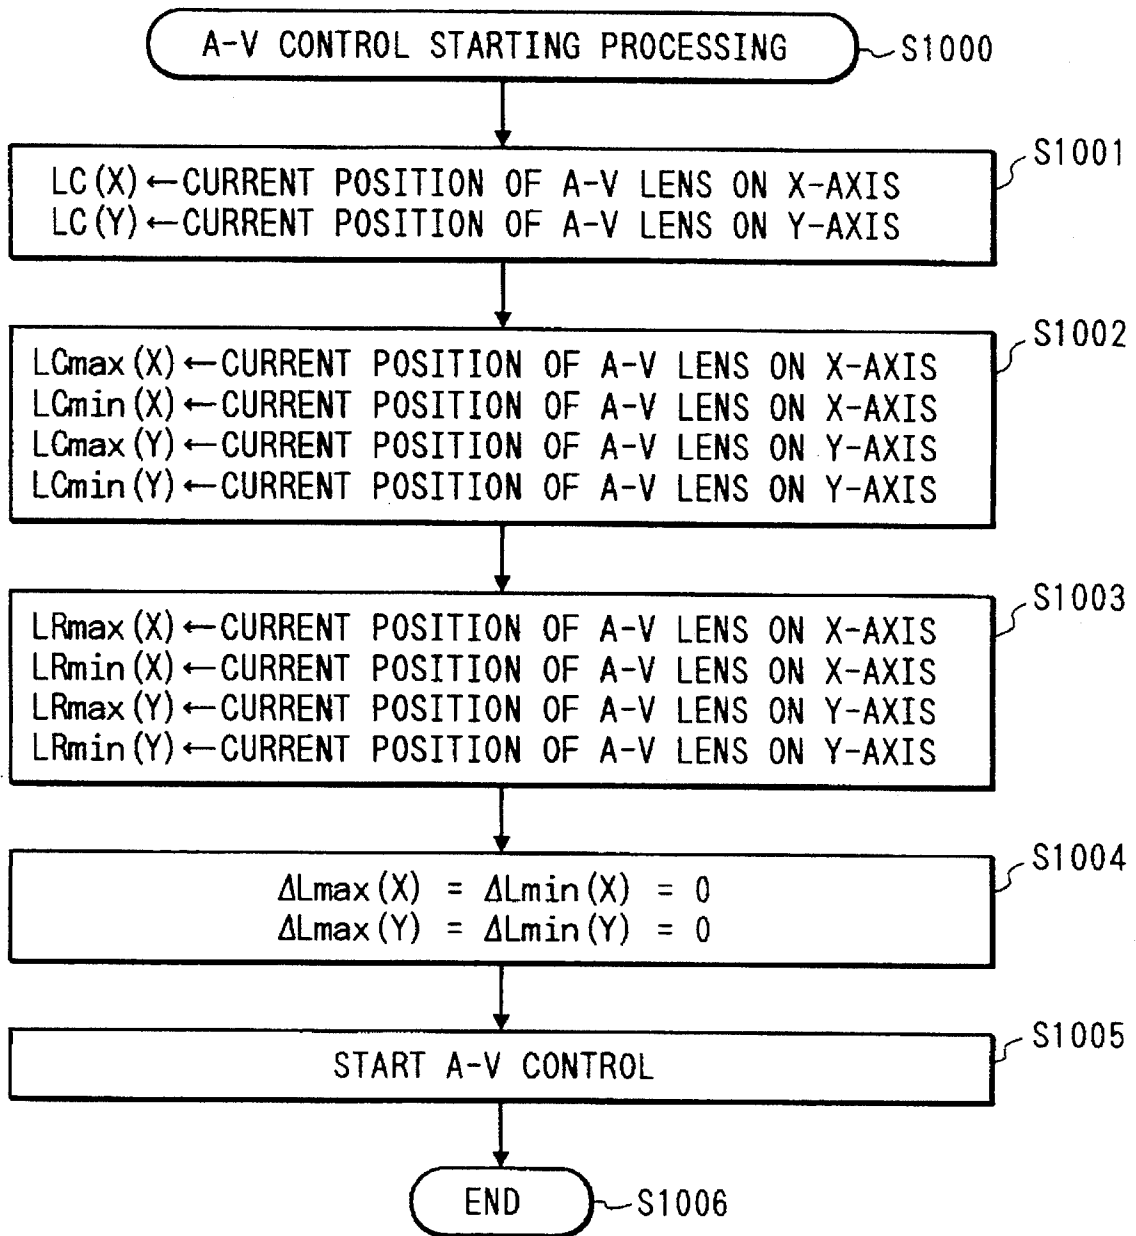 A-V CONTROL STARTING PROCESSING
S1000
S1001
LC(X)←CURRENT POSITION OF A-V LENS ON X-AXIS
LC(Y)←CURRENT POSITION OF A-V LENS ON Y-AXIS
S1002
LCmax(X)←CURRENT POSITION OF A-V LENS ON X-AXIS
LCmin(X)←CURRENT POSITION OF A-V LENS ON X-AXIS
LCmax(Y)←CURRENT POSITION OF A-V LENS ON Y-AXIS
LCmin(Y)←CURRENT POSITION OF A-V LENS ON Y-AXIS
S1003
LRmax(X)←CURRENT POSITION OF A-V LENS ON X-AXIS
LRmin(X)←CURRENT POSITION OF A-V LENS ON X-AXIS
LRmax(Y)←CURRENT POSITION OF A-V LENS ON Y-AXIS
LRmin(Y)←CURRENT POSITION OF A-V LENS ON Y-AXIS
S1004
ΔLmax(X) = ΔLmin(X) = 0
ΔLmax(Y) = ΔLmin(Y) = 0
S1005
START A-V CONTROL
END
S1006